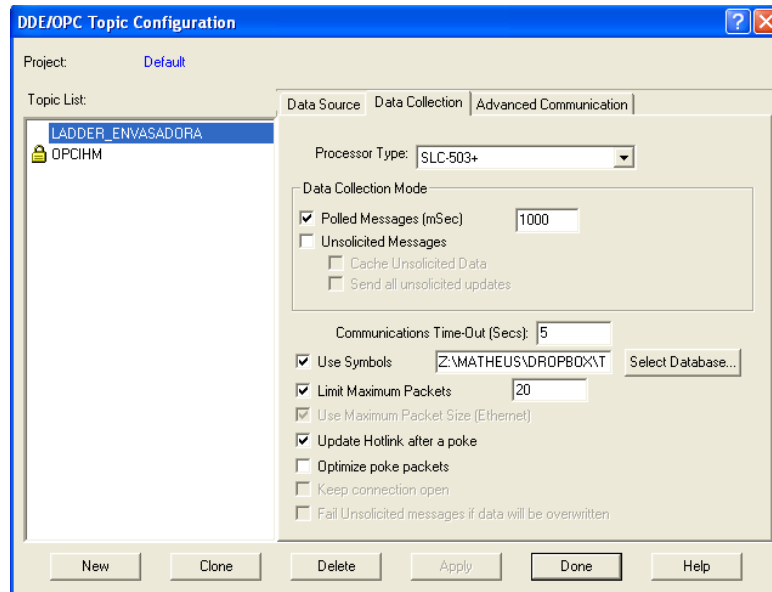 DDE/OPC Topic Configuration
Project: Default
Topic List:
LADDER_ENVASADORA
OPCIHM
Data Source Data Collection Advanced Communication
Processor Type: SLC-503+
Data Collection Mode
Polled Messages (mSec) 1000
Unsolicited Messages
Cache Unsolicited Data
Send all unsolicited updates
Communications Time-Out (Secs): 5
Use Symbols Z:\MATHEUS\DROPBOX\T Select Database...
Limit Maximum Packets 20
Use Maximum Packet Size (Ethernet)
Update Hotlink after a poke
Optimize poke packets
Keep connection open
Fail Unsolicited messages if data will be overwritten
New Clone Delete Apply Done Help